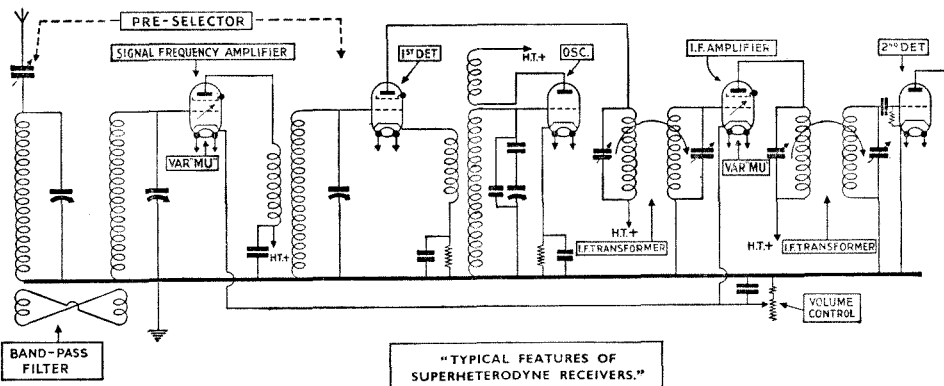 PRE-SELECTOR
SIGNAL FREQUENCY AMPLIFIER
1ST DET
H.T.+
OSC.
I.F. AMPLIFIER
2ND DET
VAR "MU"
VAR "MU"
H.T.+
H.T.+
I.F. TRANSFORMER
H.T.+
I.F. TRANSFORMER
VOLUME
CONTROL
BAND-PASS
FILTER
"TYPICAL FEATURES OF
SUPERHETERODYNE RECEIVERS."